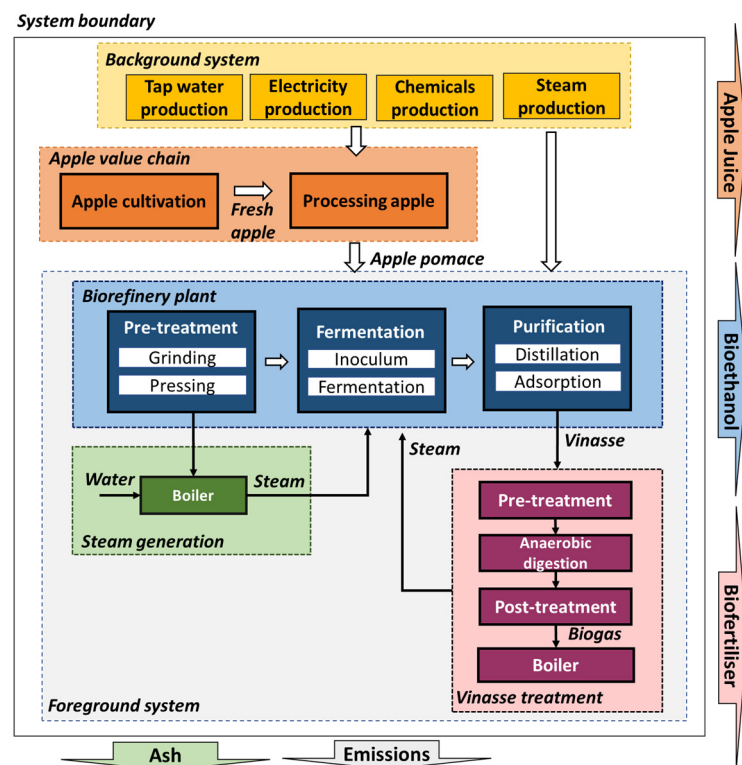 System boundary
Background system
Tap water
production
Electricity
production
Chemicals
production
Steam
production
Apple value chain
Apple cultivation
Fresh
apple
Processing apple
Apple pomace
Biorefinery plant
Pre-treatment
Grinding
Pressing
Fermentation
Inoculum
Fermentation
Purification
Distillation
Adsorption
Water
Boiler
Steam
Steam generation
Steam
Vinasse
Pre-treatment
Anaerobic
digestion
Post-treatment
Biogas
Boiler
Vinasse treatment
Foreground system
Apple Juice
Bioethanol
Biofertiliser
Ash
Emissions